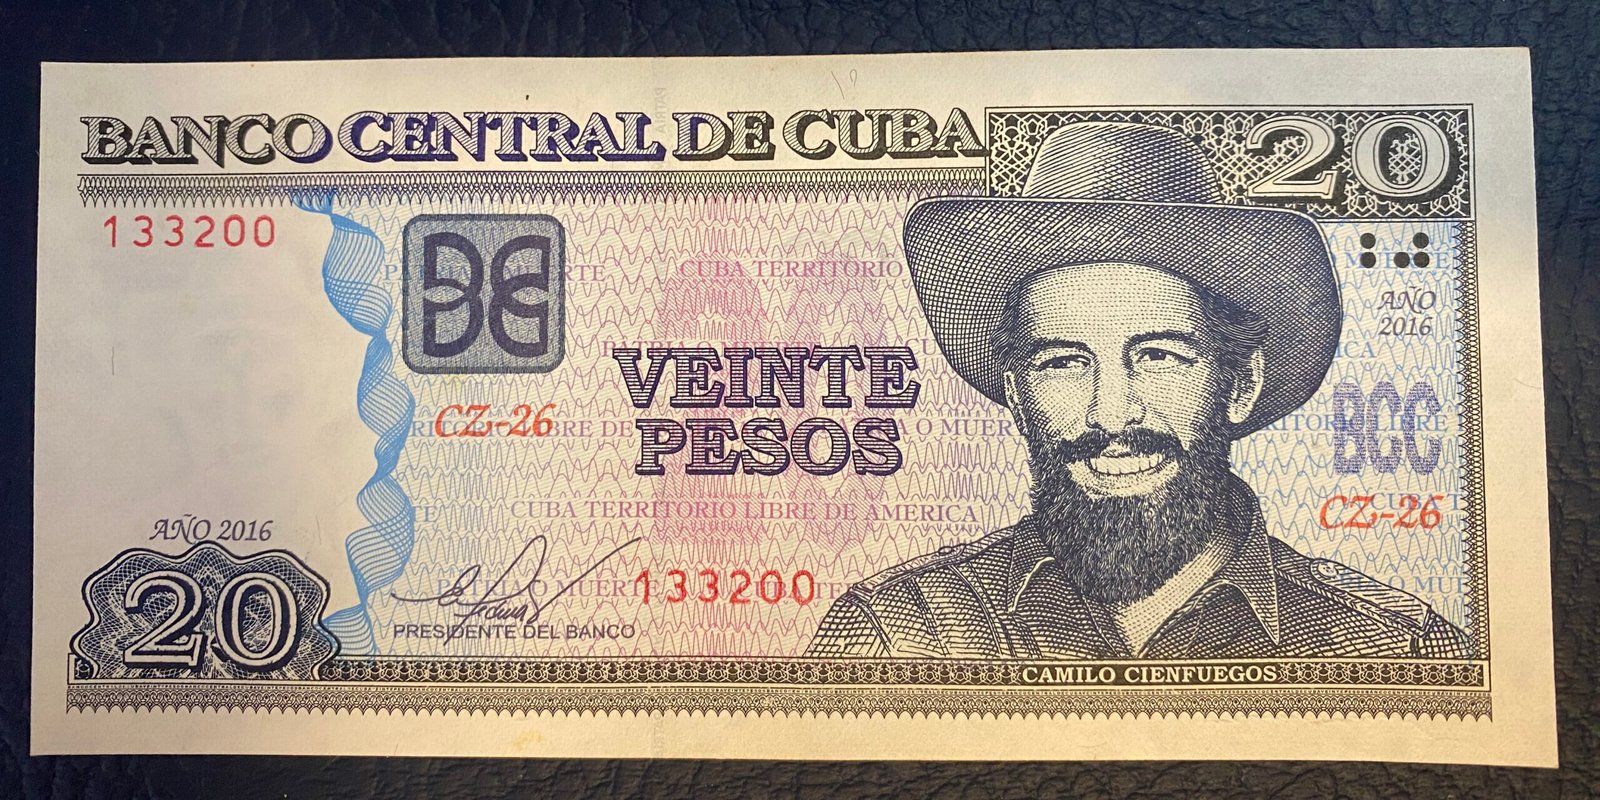 BANCO CENTRAL DE CUBA
20
133200
AÑO
2016
CUBA TERRITORIO
VEINTE
PESOS
BCC
CZ-26
CZ-26
CUBA TERRITORIO LIBRE DE AMERICA
AÑO 2016
20
133200
PRESIDENTE DEL BANCO
CAMILO CIENFUEGOS